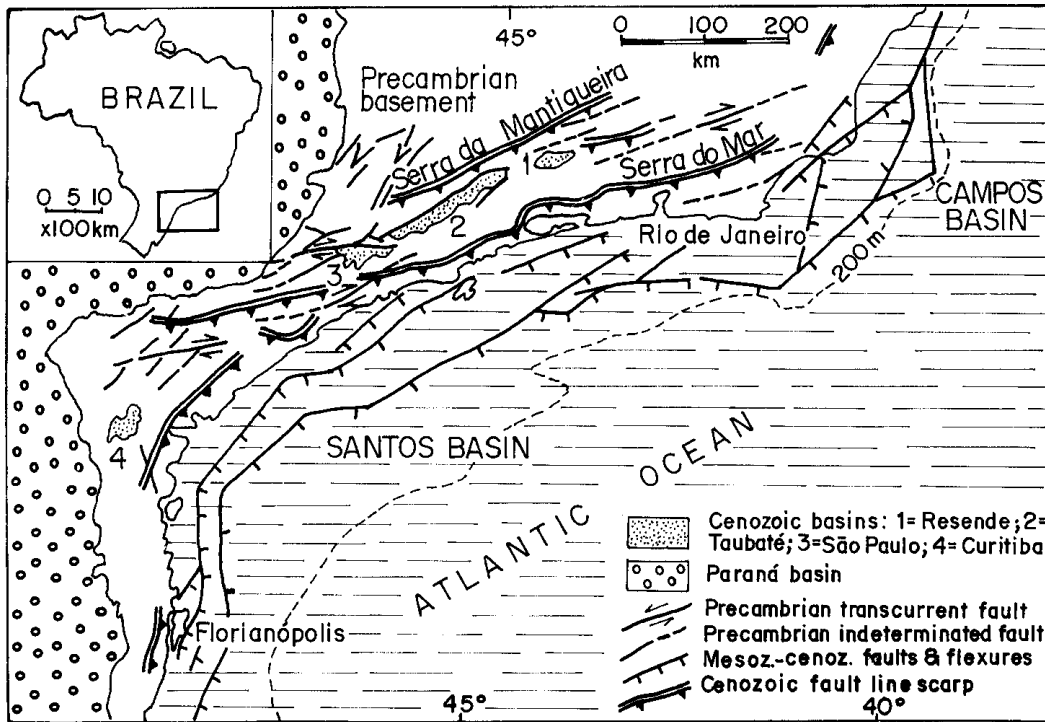 BRAZIL
0 5 10
x100km
45°
0 100 200
km
Precambrian
basement
Serra da Mantiqueira
1
Serra do Mar
2
CAMPOS
BASIN
Rio de Janeiro
200m
3
SANTOS BASIN
4
ATLANTIC OCEAN
Florianópolis
Cenozoic basins: 1= Resende; 2=
Taubaté; 3=São Paulo; 4= Curitiba
Paraná basin
Precambrian transcurrent fault
Precambrian indeterminated fault
Mesoz.-cenoz. faults & flexures
Cenozoic fault line scarp
45°
40°